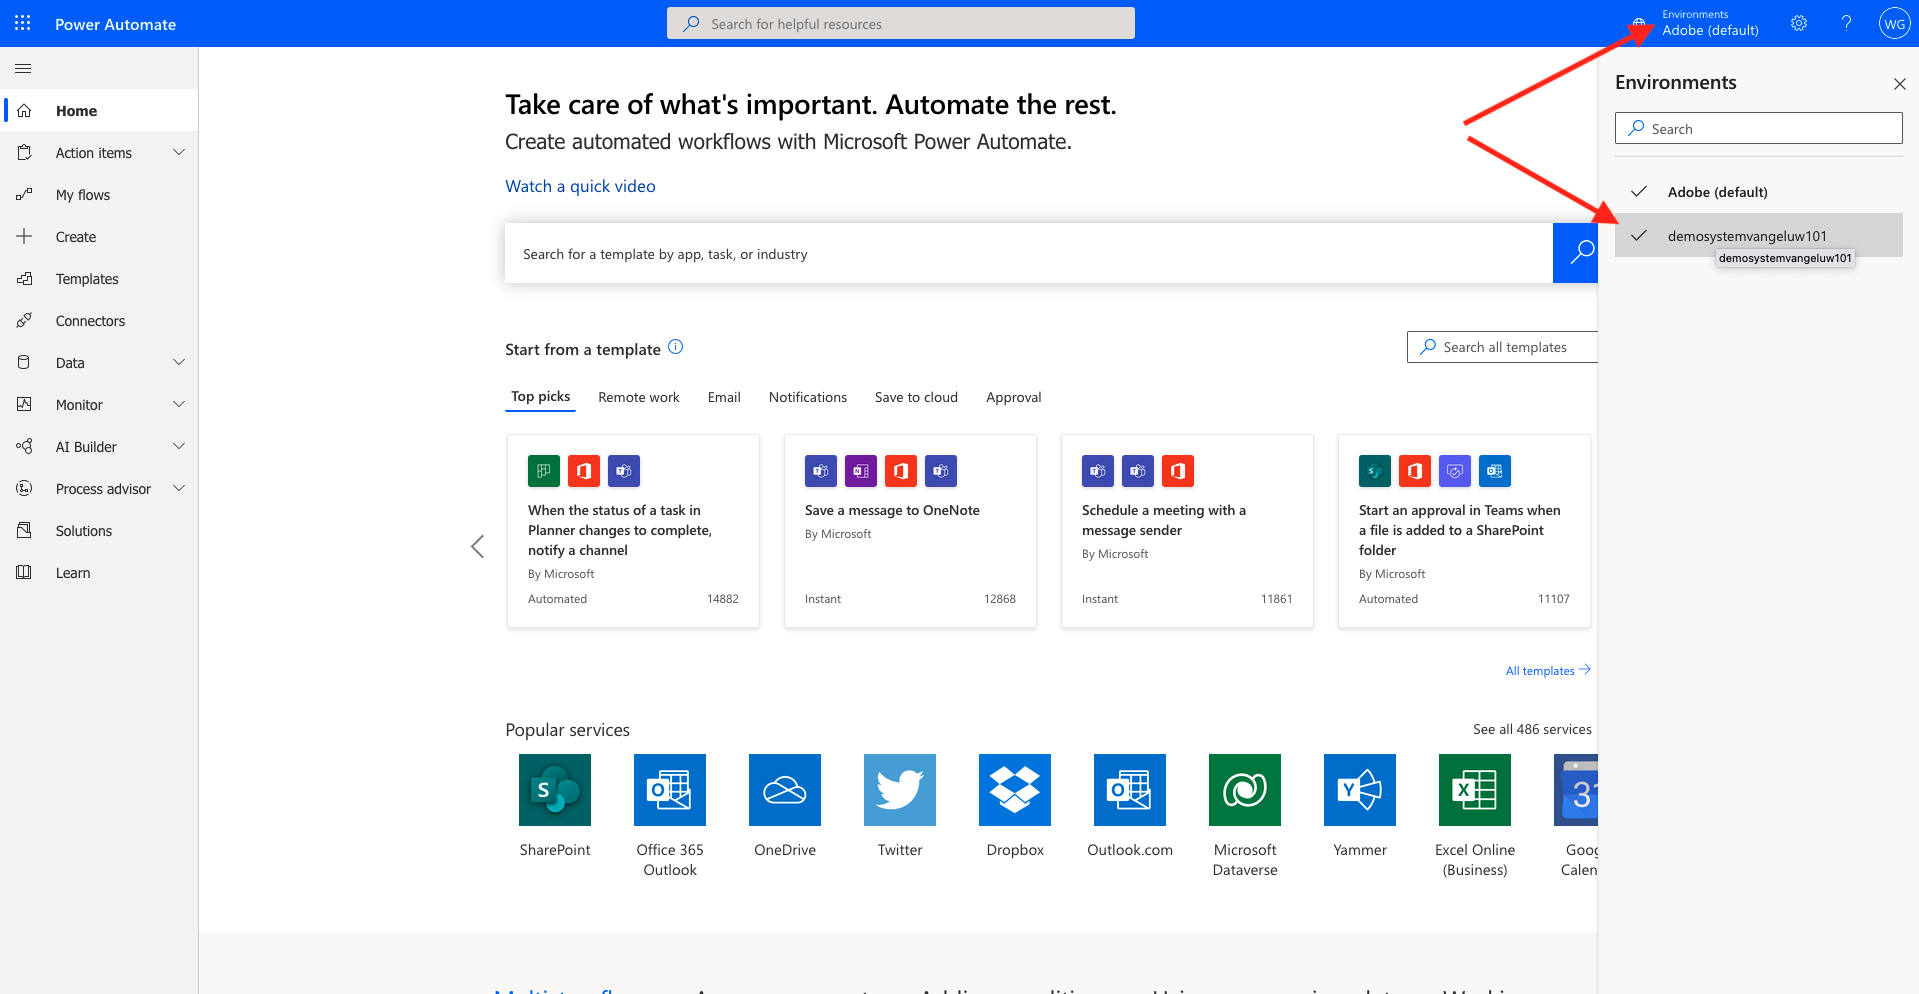 Power Automate
Search for helpful resources
Environments
Adobe (default)
?
WG
Home
Action items
My flows
Create
Templates
Connectors
Data
Monitor
AI Builder
Process advisor
Solutions
Learn
Take care of what's important. Automate the rest.
Create automated workflows with Microsoft Power Automate.
Watch a quick video
Search for a template by app, task, or industry
Start from a template
Search all templates
Top picks
Remote work
Email
Notifications
Save to cloud
Approval
When the status of a task in
Planner changes to complete,
notify a channel
By Microsoft
Automated 14882
Save a message to OneNote
By Microsoft
Instant 12868
Schedule a meeting with a
message sender
By Microsoft
Instant 11861
Start an approval in Teams when
a file is added to a SharePoint
folder
By Microsoft
Automated 11107
All templates
Popular services
See all 486 services
SharePoint
Office 365
Outlook
OneDrive
Twitter
Dropbox
Outlook.com
Microsoft
Dataverse
Yammer
Excel Online
(Business)
Goog
Calen
Environments
Search
Adobe (default)
demosystemvangeluw101
demosystemvangeluw101